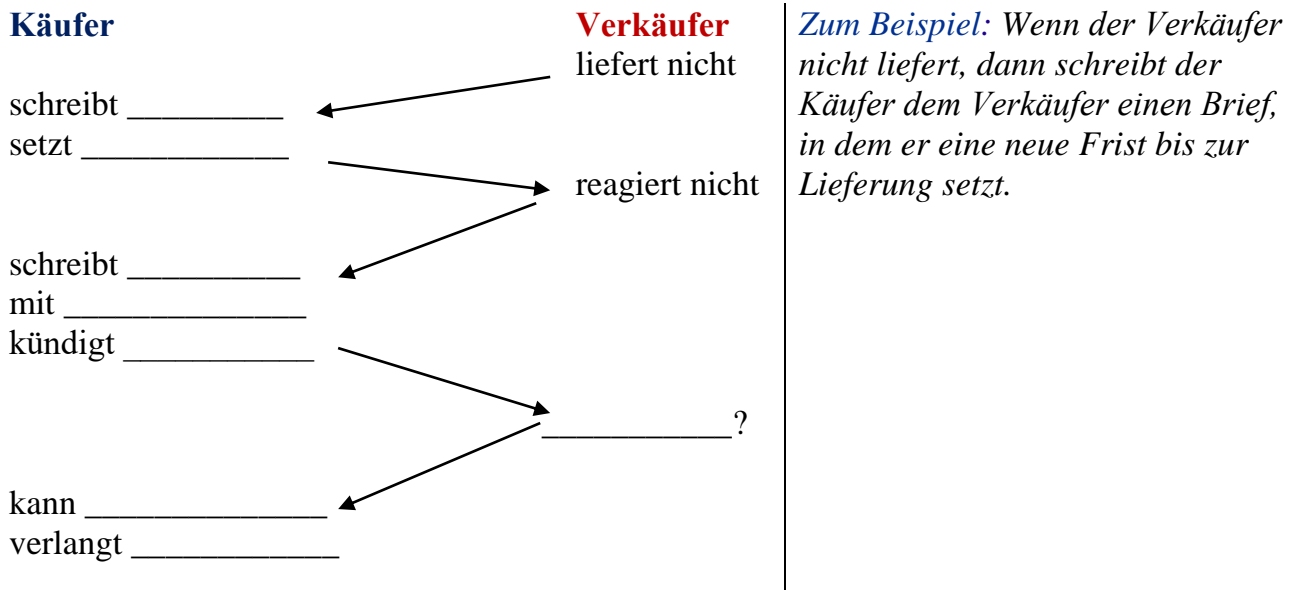 Käufer
Verkäufer
liefert nicht
schreibt _________
setzt ____________
reagiert nicht
schreibt __________
mit ______________
kündigt ___________
___________?
kann ______________
verlangt ____________
Zum Beispiel: Wenn der Verkäufer
nicht liefert, dann schreibt der
Käufer dem Verkäufer einen Brief,
in dem er eine neue Frist bis zur
Lieferung setzt.